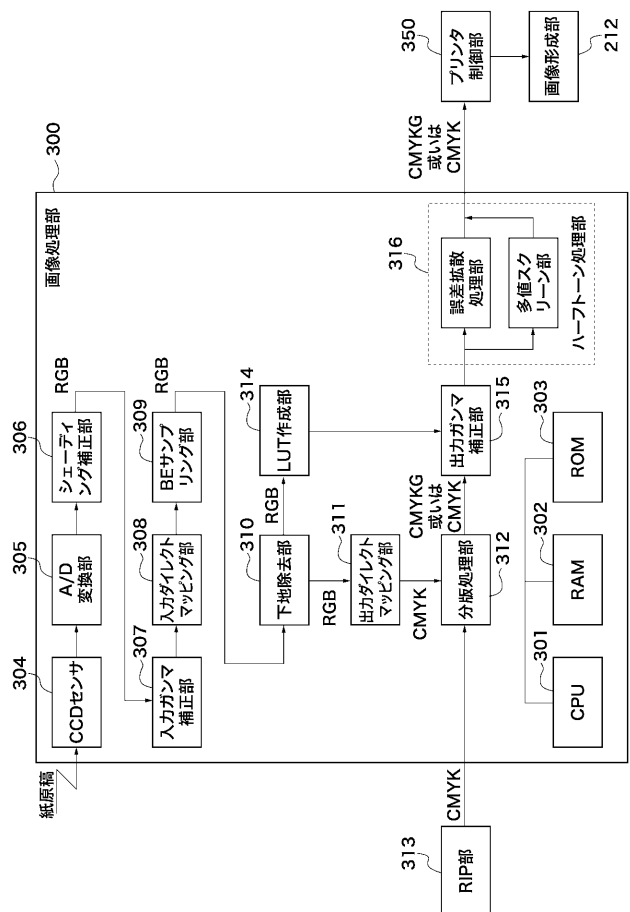 300
画像処理部
紙原稿
304
CCDセンサ
305
A/D
変換部
306
シェーディ
ング補正部
RGB
307
入力ガンマ
補正部
308
入力ダイレクト
マッピング部
309
BEサンプ
リング部
RGB
310
下地除去部
RGB
314
LUT作成部
RGB
311
出力ダイレクト
マッピング部
CMYK
313
RIP部
CMYK
分版処理部
312
CMYKG
或いは
CMYK
出力ガンマ
補正部
315
316
誤差拡散
処理部
多値スク
リーン部
ハーフトーン処理部
CMYKG
或いは
CMYK
350
プリンタ
制御部
画像形成部
212
301
CPU
302
RAM
303
ROM